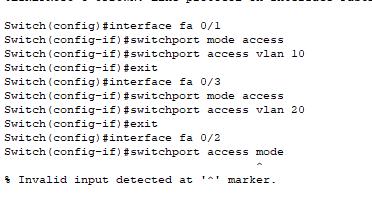 Switch(config)#interface fa 0/1
Switch(config-if)#switchport mode access
Switch(config-if)#switchport access vlan 10
Switch(config-if)#exit
Switch(config)#interface fa 0/3
Switch(config-if)#switchport mode access
Switch(config-if)#switchport access vlan 20
Switch(config-if)#exit
Switch(config)#interface fa 0/2
Switch(config-if)#switchport access mode
^
% Invalid input detected at '^' marker.